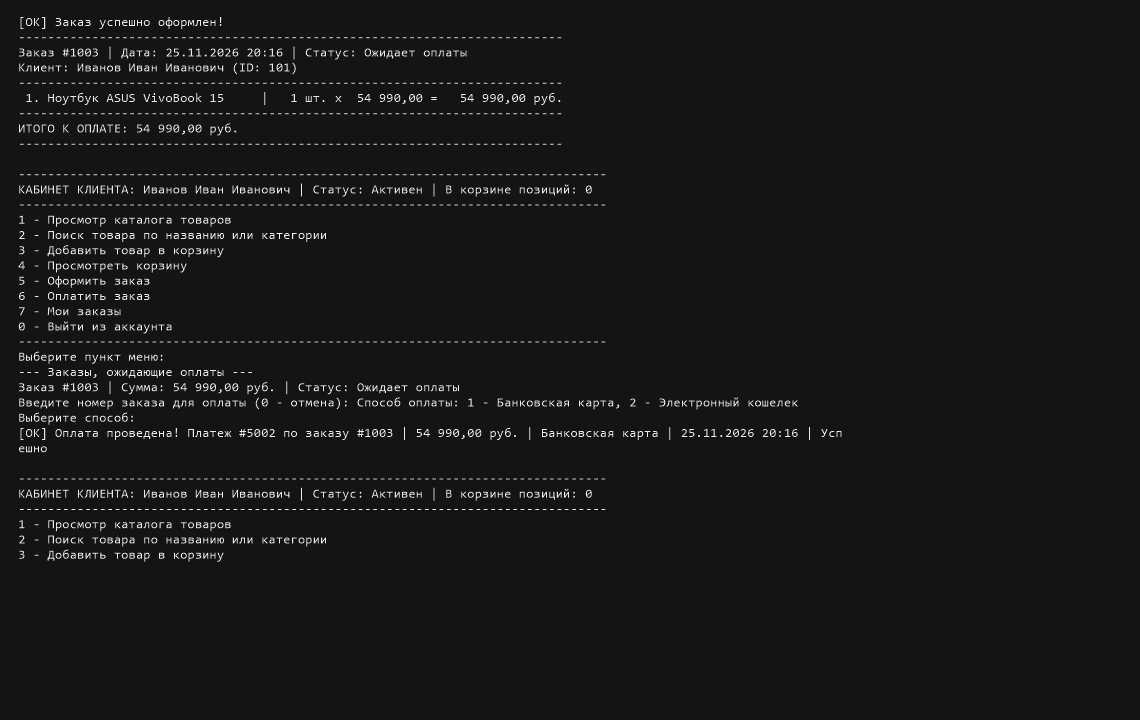 [OK] Заказ успешно оформлен!
--------------------------------------------------------------------------
Заказ #1003 | Дата: 25.11.2026 20:16 | Статус: Ожидает оплаты
Клиент: Иванов Иван Иванович (ID: 101)
--------------------------------------------------------------------------
 1. Ноутбук ASUS VivoBook 15     |   1 шт. x  54 990,00 =   54 990,00 руб.
--------------------------------------------------------------------------
ИТОГО К ОПЛАТЕ: 54 990,00 руб.
--------------------------------------------------------------------------

--------------------------------------------------------------------------------
КАБИНЕТ КЛИЕНТА: Иванов Иван Иванович | Статус: Активен | В корзине позиций: 0
--------------------------------------------------------------------------------
1 - Просмотр каталога товаров
2 - Поиск товара по названию или категории
3 - Добавить товар в корзину
4 - Просмотреть корзину
5 - Оформить заказ
6 - Оплатить заказ
7 - Мои заказы
0 - Выйти из аккаунта
--------------------------------------------------------------------------------
Выберите пункт меню:
--- Заказы, ожидающие оплаты ---
Заказ #1003 | Сумма: 54 990,00 руб. | Статус: Ожидает оплаты
Введите номер заказа для оплаты (0 - отмена): Способ оплаты: 1 - Банковская карта, 2 - Электронный кошелек
Выберите способ:
[OK] Оплата проведена! Платеж #5002 по заказу #1003 | 54 990,00 руб. | Банковская карта | 25.11.2026 20:16 | Усп
ешно

--------------------------------------------------------------------------------
КАБИНЕТ КЛИЕНТА: Иванов Иван Иванович | Статус: Активен | В корзине позиций: 0
--------------------------------------------------------------------------------
1 - Просмотр каталога товаров
2 - Поиск товара по названию или категории
3 - Добавить товар в корзину